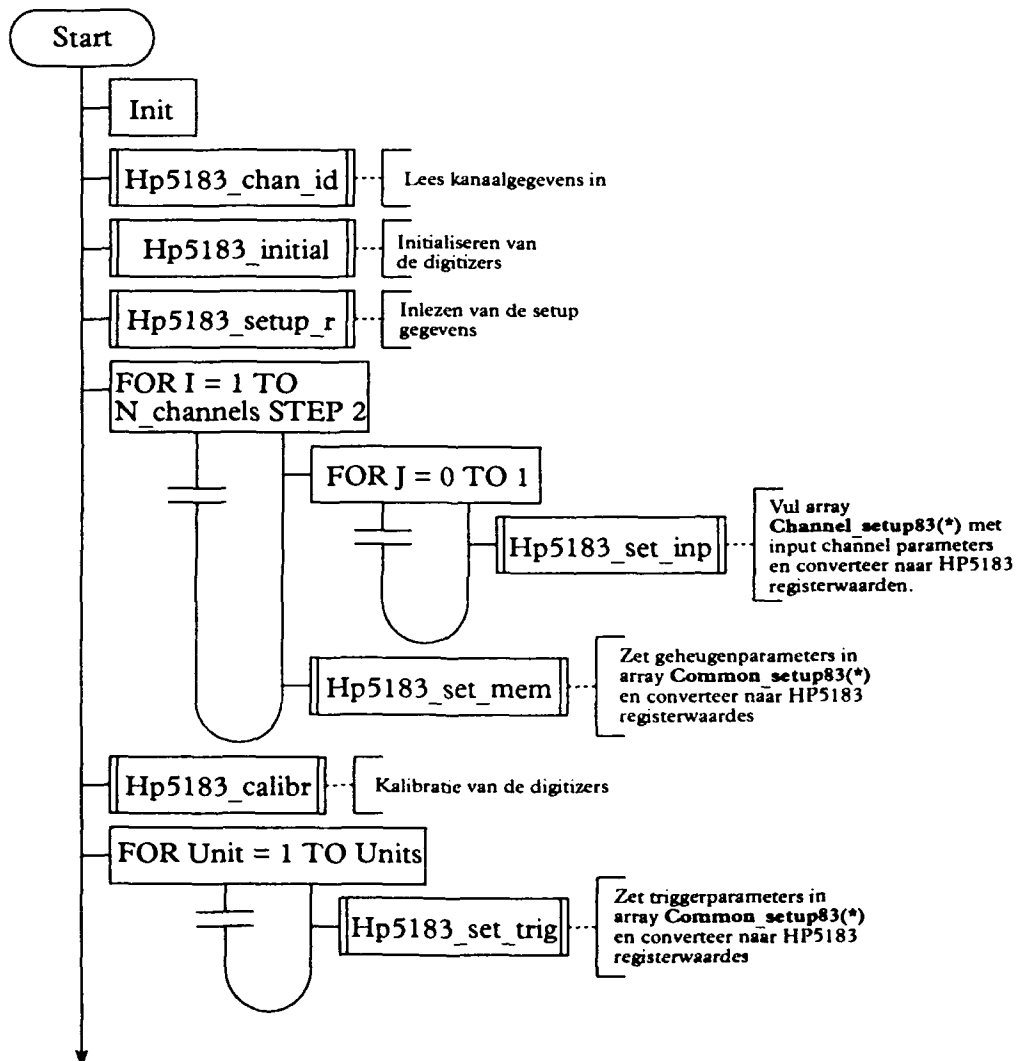 Start
Init
Hp5183_chan_id
Lees kanaalgegevens in
Hp5183_initial
Initialiseren van
de digitizers
Hp5183_setup_r
Inlezen van de setup
gegevens
FOR I = 1 TO
N_channels STEP 2
FOR J = 0 TO 1
Hp5183_set_inp
Vul array
Channel_setup83(*) met
input channel parameters
en converteer naar HP5183
registerwaarden.
Hp5183_set_mem
Zet geheugenparameters in
array Common_setup83(*)
en converteer naar HP5183
registerwaardes
Hp5183_calibr
Kalibratie van de digitizers
FOR Unit = 1 TO Units
Hp5183_set_trig
Zet triggerparameters in
array Common_setup83(*)
en converteer naar HP5183
registerwaardes